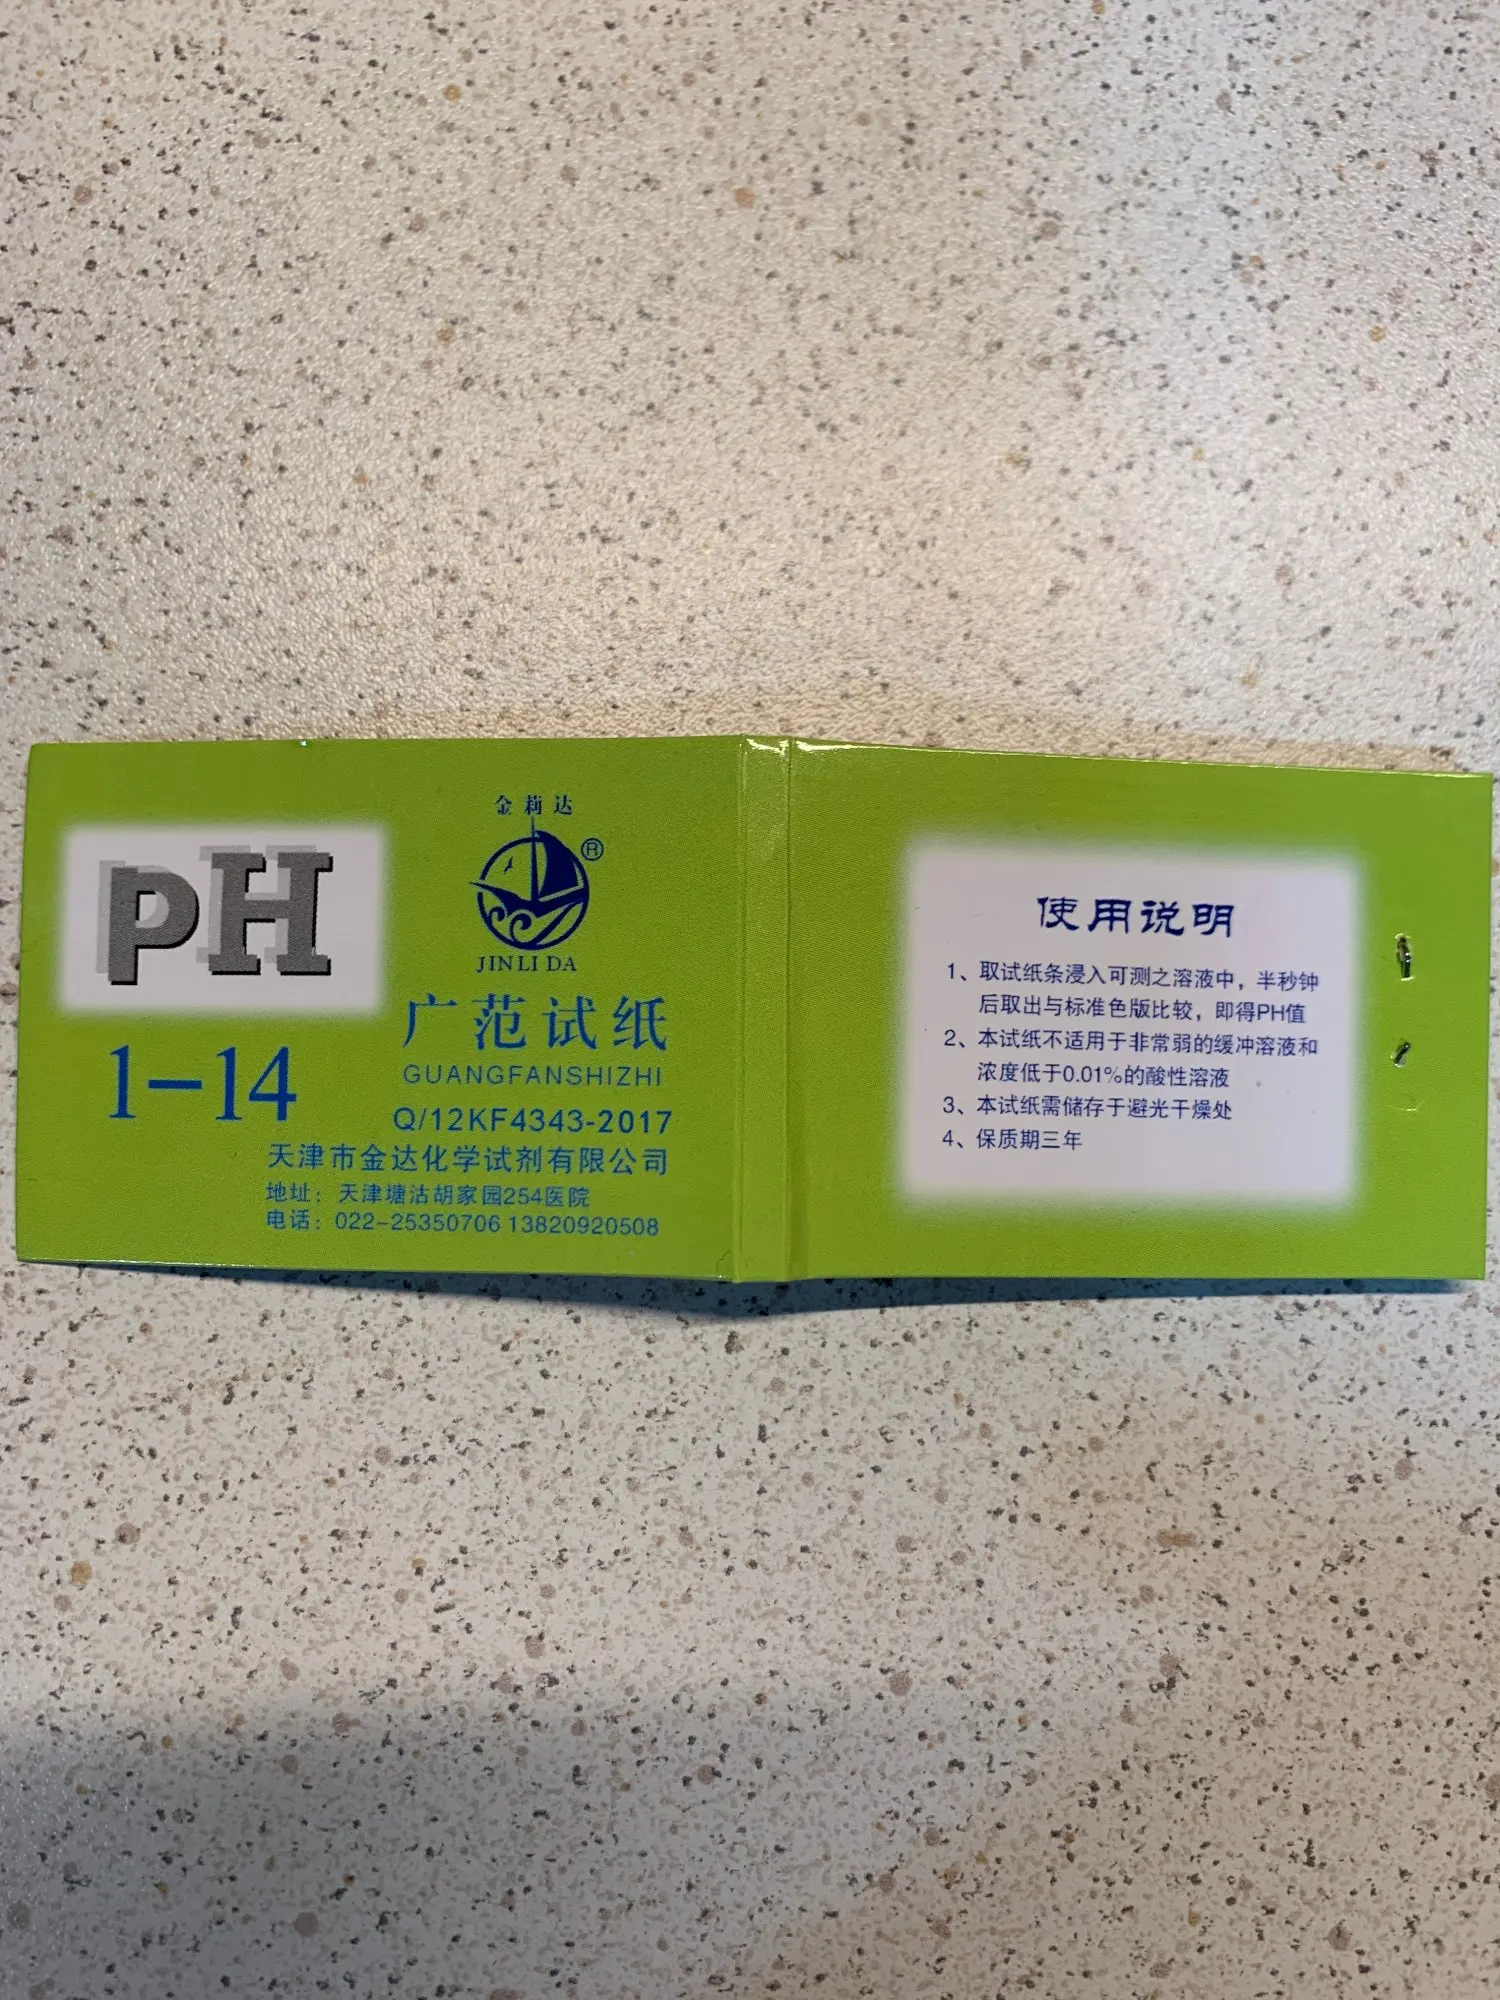 pH
1-14
金莉达
®
JINLI DA
广范试纸
GUANGFANSHIZHI
Q/12KF4343-2017
天津市金达化学试剂有限公司
地址：天津塘沽胡家园254医院
电话：022-25350706 13820920508
使用说明
1、取试纸条浸入可测之溶液中，半秒钟
后取出与标准色版比较，即得PH值
2、本试纸不适用于非常弱的缓冲溶液和
浓度低于0.01%的酸性溶液
3、本试纸需储存于避光干燥处
4、保质期三年